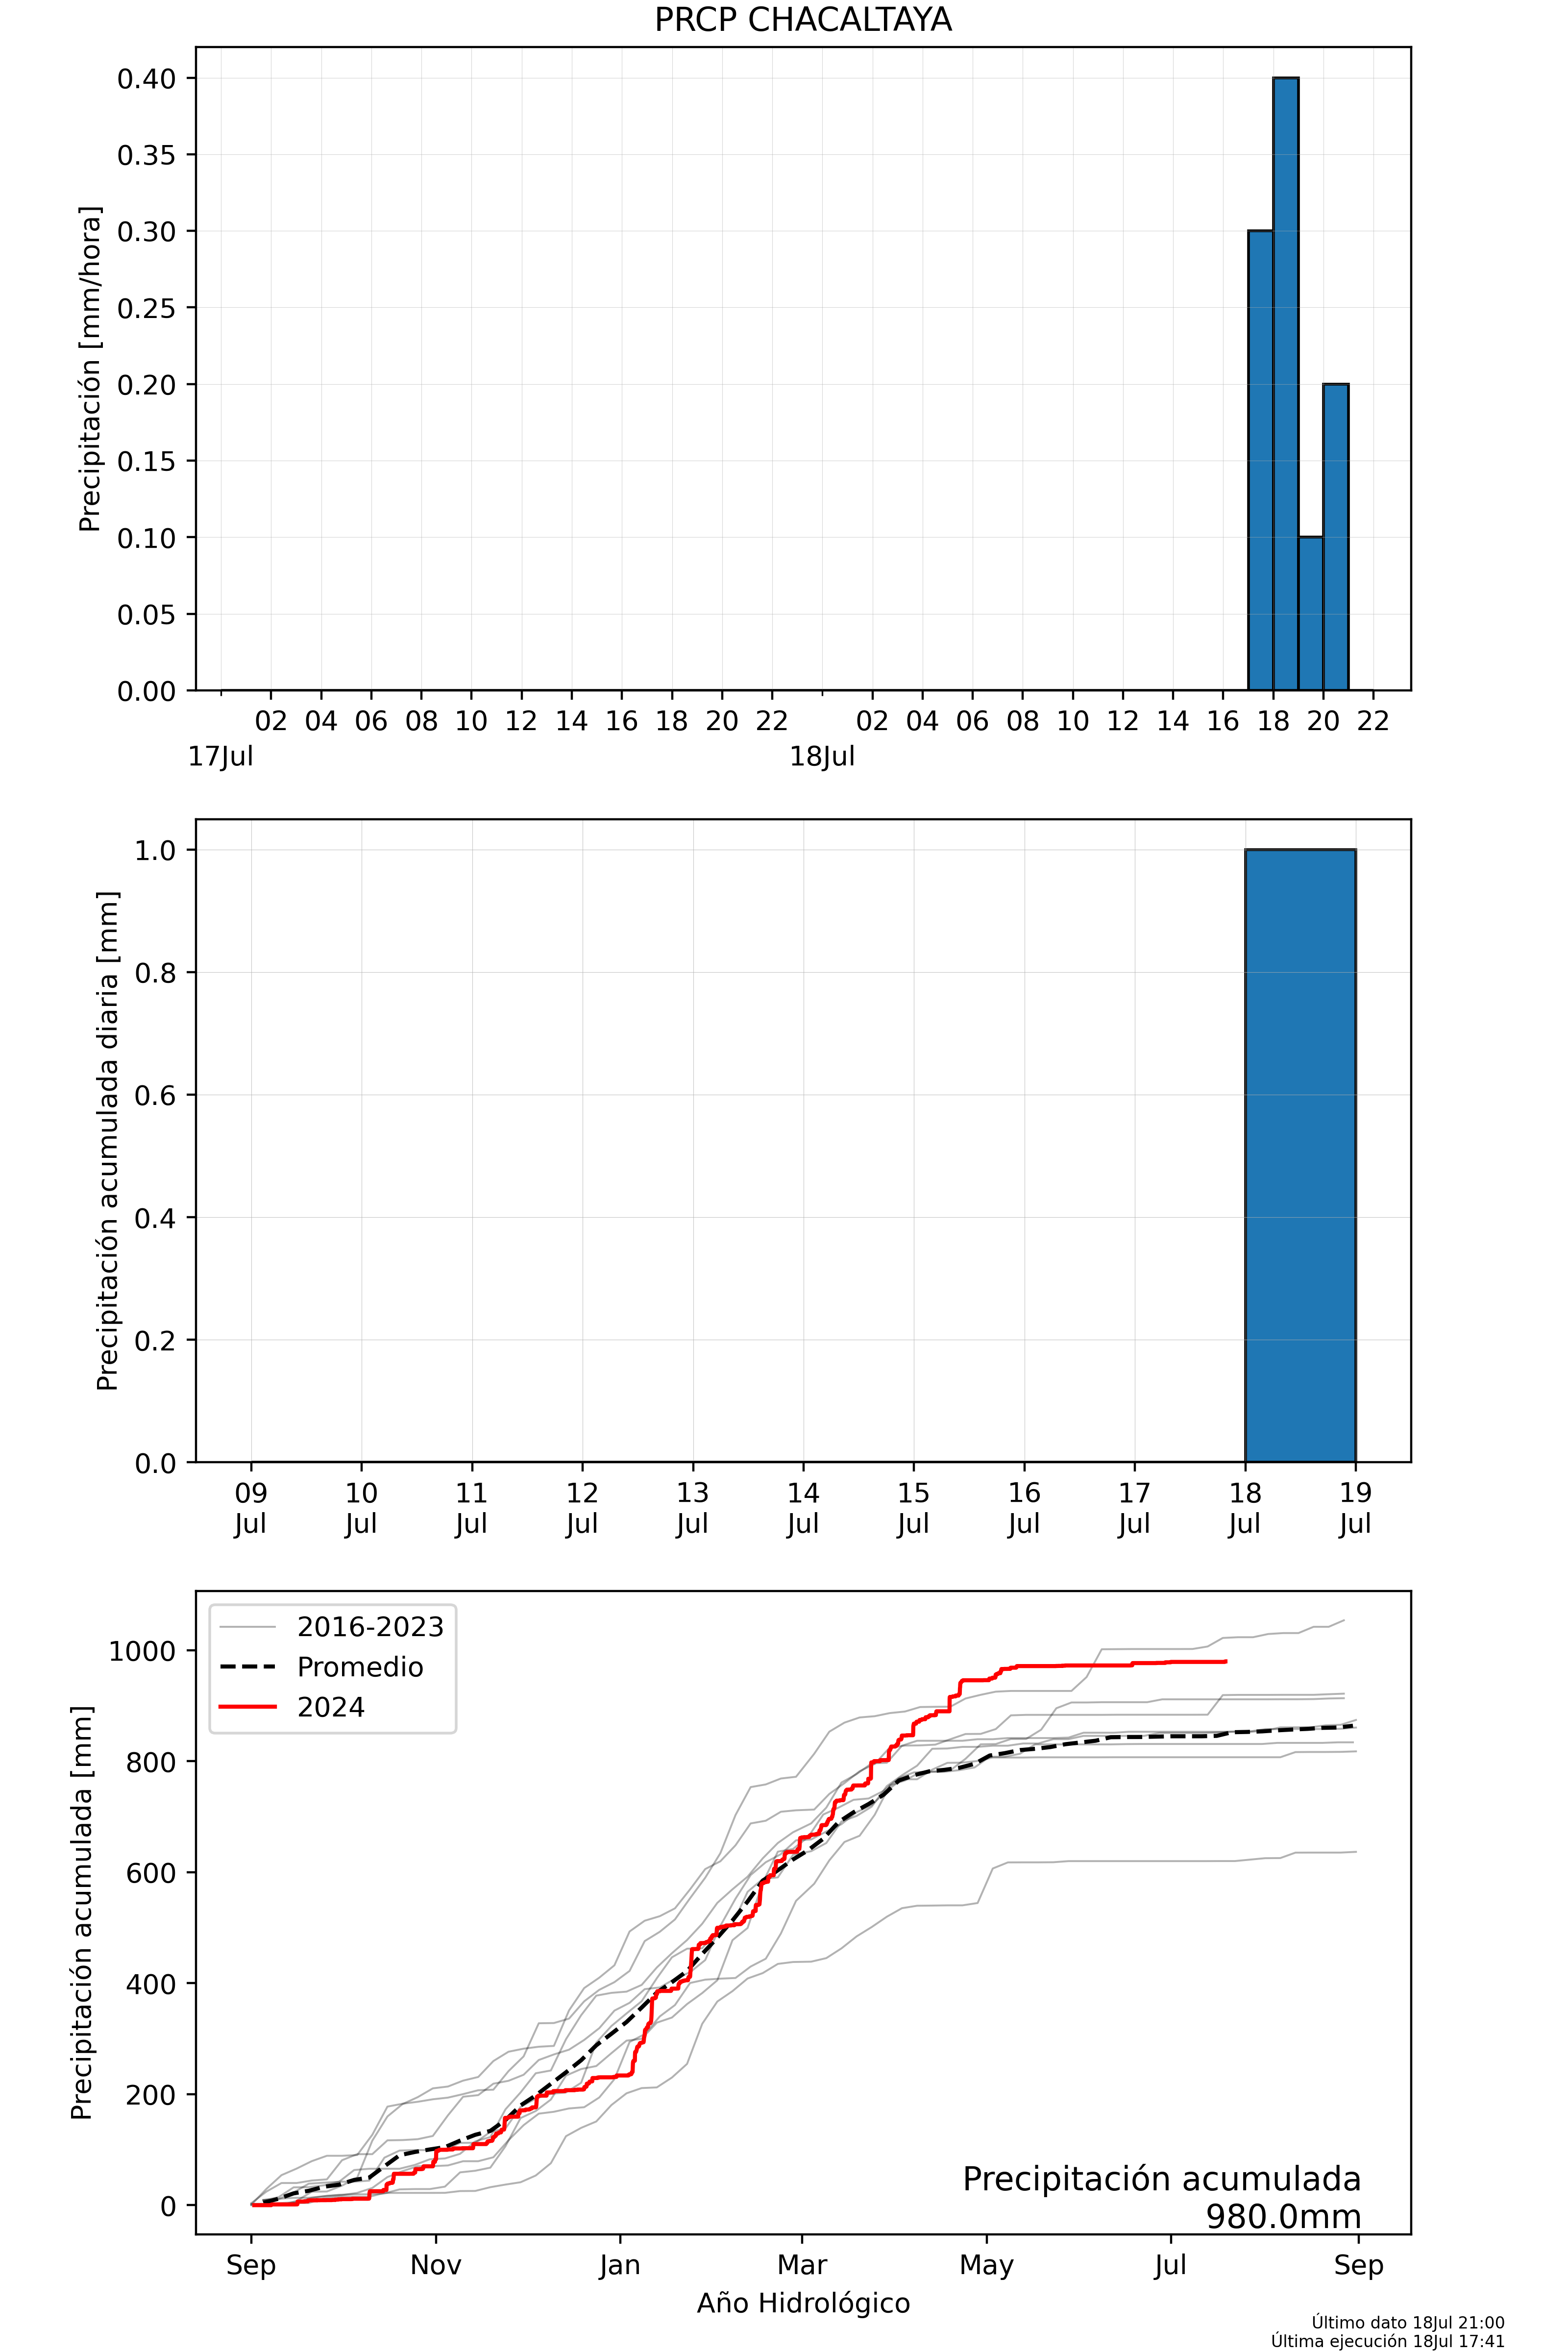 PRCP CHACALTAYA
Precipitación [mm/hora]
0.40
0.35
0.30
0.25
0.20
0.15
0.10
0.05
0.00
02 04 06 08 10 12 14 16 18 20 22 02 04 06 08 10 12 14 16 18 20 22
17Jul 18Jul
Precipitación acumulada diaria [mm]
1.0
0.8
0.6
0.4
0.2
0.0
09 10 11 12 13 14 15 16 17 18 19
Jul Jul Jul Jul Jul Jul Jul Jul Jul Jul Jul
Precipitación acumulada [mm]
1000
800
600
400
200
0
2016-2023
Promedio
2024
Precipitación acumulada
980.0mm
Sep Nov Jan Mar May Jul Sep
Año Hidrológico
Último dato 18Jul 21:00
Última ejecución 18Jul 17:41